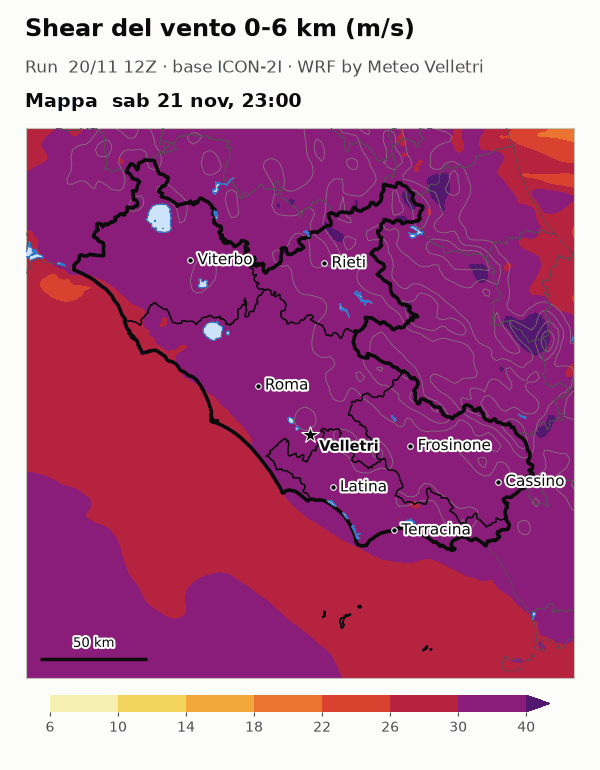 Shear del vento 0-6 km (m/s)
Run  20/11 12Z · base ICON-2I · WRF by Meteo Velletri
Mappa  sab 21 nov, 23:00
Viterbo
Rieti
Roma
Velletri
Frosinone
Latina
Cassino
Terracina
50 km
6 10 14 18 22 26 30 40